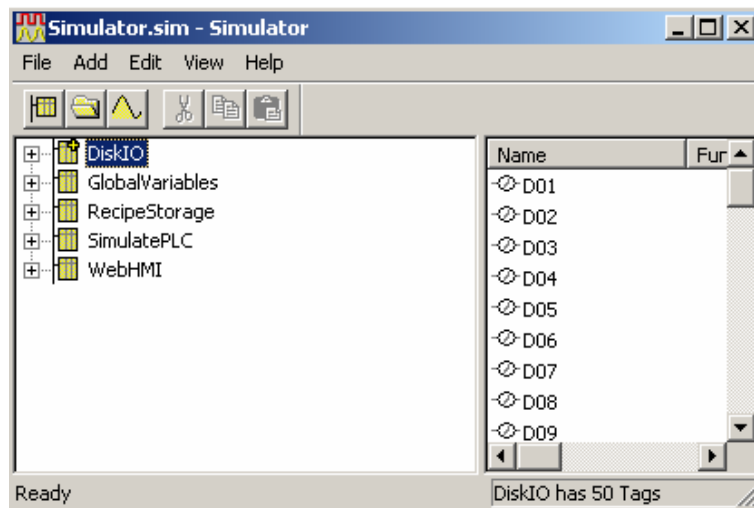 Simulator.sim - Simulator
File Add Edit View Help
DiskIO
GlobalVariables
RecipeStorage
SimulatePLC
WebHMI
Name Fur
D01
D02
D03
D04
D05
D06
D07
D08
D09
Ready DiskIO has 50 Tags